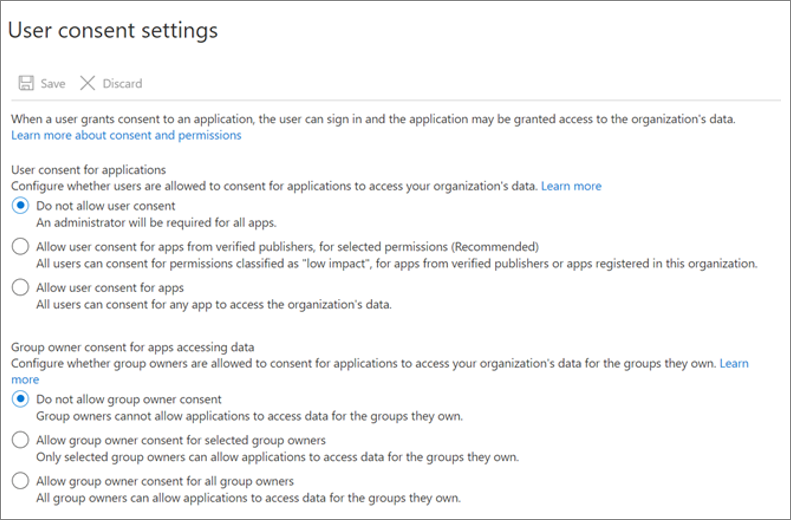 User consent settings
Save Discard
When a user grants consent to an application, the user can sign in and the application may be granted access to the organization's data.
Learn more about consent and permissions
User consent for applications
Configure whether users are allowed to consent for applications to access your organization's data. Learn more
Do not allow user consent
An administrator will be required for all apps.
Allow user consent for apps from verified publishers, for selected permissions (Recommended)
All users can consent for permissions classified as "low impact", for apps from verified publishers or apps registered in this organization.
Allow user consent for apps
All users can consent for any app to access the organization's data.
Group owner consent for apps accessing data
Configure whether group owners are allowed to consent for applications to access your organization's data for the groups they own. Learn
more
Do not allow group owner consent
Group owners cannot allow applications to access data for the groups they own.
Allow group owner consent for selected group owners
Only selected group owners can allow applications to access data for the groups they own.
Allow group owner consent for all group owners
All group owners can allow applications to access data for the groups they own.